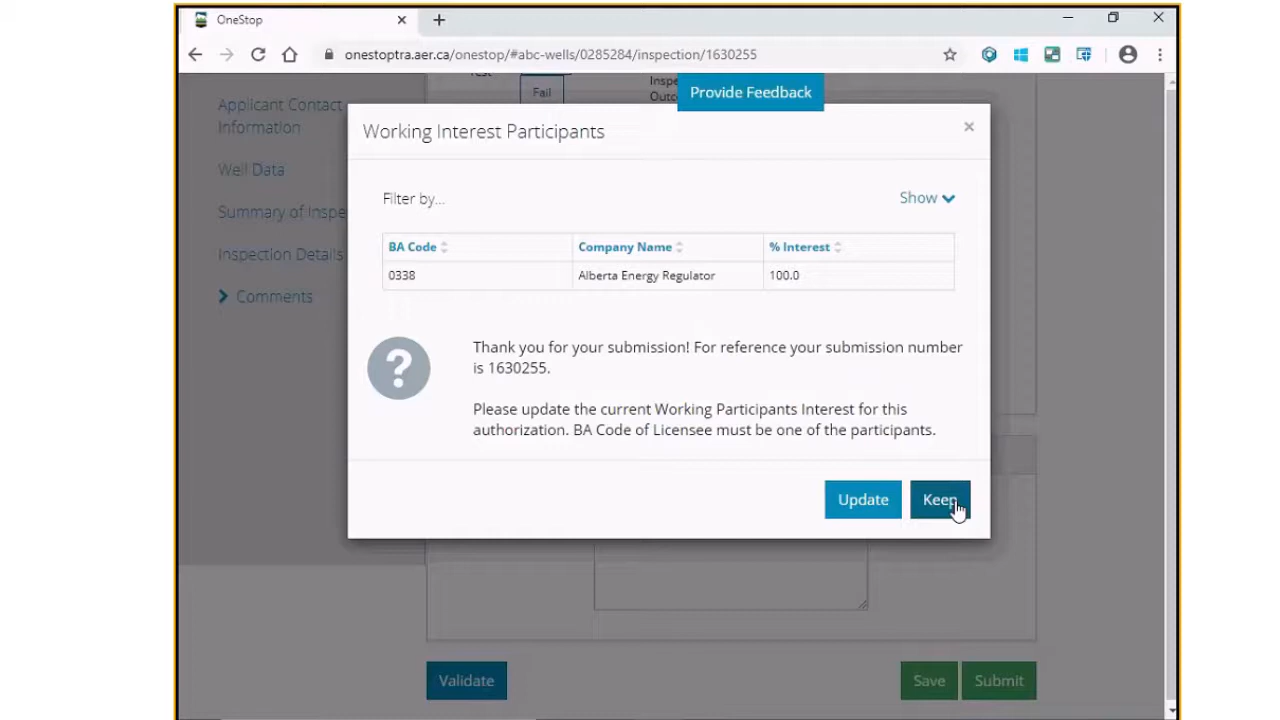 OneStop
onestoptra.aer.ca/onestop/#abc-wells/0285284/inspection/1630255
Provide Feedback
Fail
Applicant Contact
Information
Well Data
Summary of Inspe
Inspection Details
Comments
Working Interest Participants
Filter by...
Show
BA Code Company Name % Interest
0338 Alberta Energy Regulator 100.0
?
Thank you for your submission! For reference your submission number
is 1630255.
Please update the current Working Participants Interest for this
authorization. BA Code of Licensee must be one of the participants.
Update Keep
Validate Save Submit